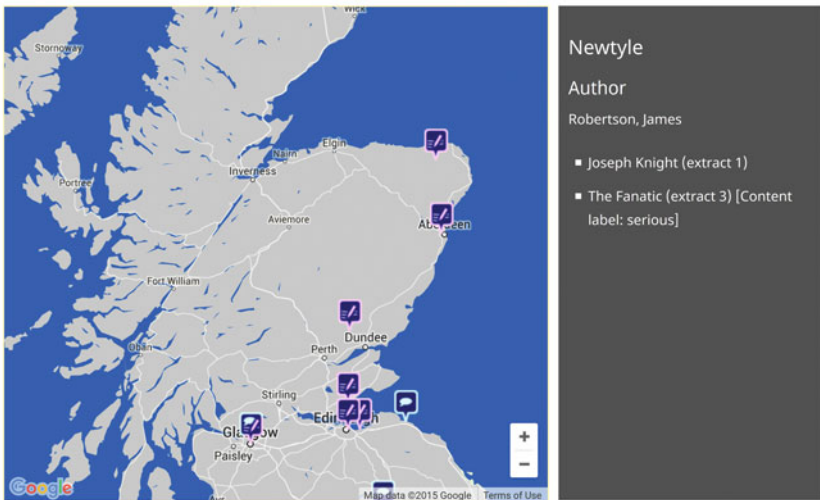 Wick
Stornoway
Elgin
Nairn
Inverness
Portree
Aviemore
Aberdeen
Fort William
Dundee
Oban
Perth
Stirling
Edinburgh
Glasgow
Paisley
+
−
Google
Map data ©2015 Google
Terms of Use
Newtyle
Author
Robertson, James
Joseph Knight (extract 1)
The Fanatic (extract 3) [Content
label: serious]